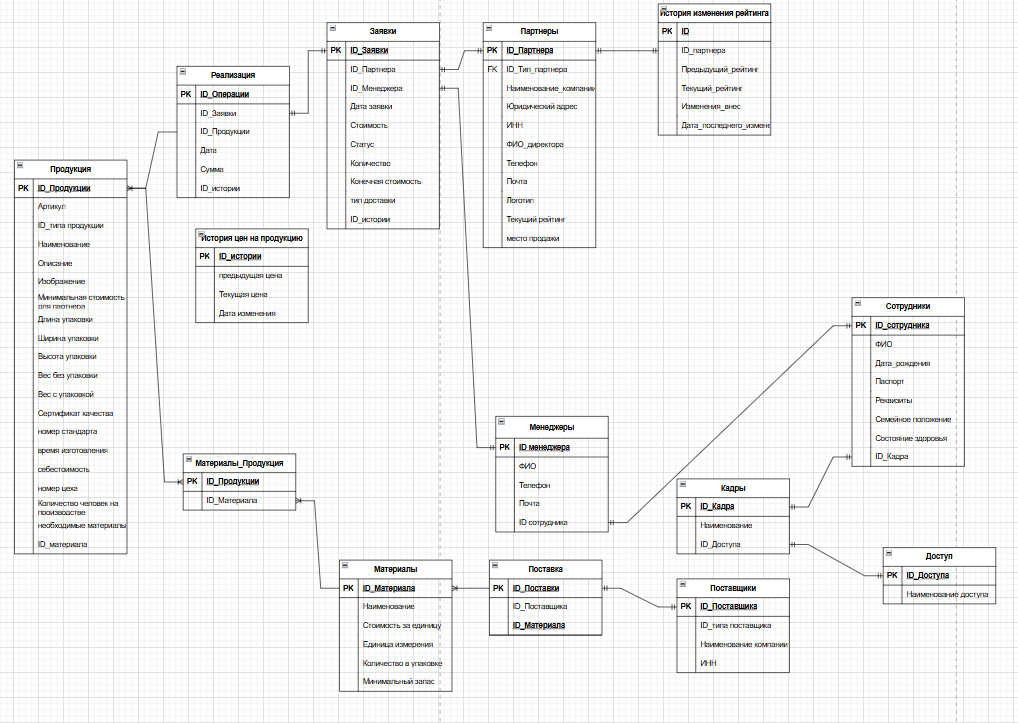 История изменения рейтинга
PK ID
ID_партнера
Предыдущий_рейтинг
Текущий_рейтинг
Изменения_внес
Дата_последнего_измене
Заявки
PK ID_Заявки
ID_Партнера
ID_Менеджера
Дата заявки
Стоимость
Статус
Количество
Конечная стоимость
тип доставки
ID_истории
Партнеры
PK ID_Партнера
FK ID_Тип_партнера
Наименование_компании
Юридический адрес
ИНН
ФИО_директора
Телефон
Почта
Логотип
Текущий рейтинг
место продажи
Реализация
PK ID_Операции
ID_Заявки
ID_Продукции
Дата
Сумма
ID_истории
Продукция
PK ID_Продукции
Артикул
ID_типа продукции
Наименование
Описание
Изображение
Минимальная стоимость
для партнера
Длина упаковки
Ширина упаковки
Высота упаковки
Вес без упаковки
Вес с упаковкой
Сертификат качества
номер стандарта
время изготовления
себестоимость
номер цеха
Количество человек на
производстве
необходимые материалы
ID_материала
История цен на продукцию
PK ID_истории
предыдущая цена
Текущая цена
Дата изменения
Сотрудники
PK ID_сотрудника
ФИО
Дата_рождения
Паспорт
Реквизиты
Семейное положение
Состояние здоровья
ID_Кадра
Менеджеры
PK ID менеджера
ФИО
Телефон
Почта
ID сотрудника
Материалы_Продукция
PK ID_Продукции
ID_Материала
Кадры
PK ID_Кадра
Наименование
ID_Доступа
Доступ
PK ID_Доступа
Наименование доступа
Материалы
PK ID_Материала
Наименование
Стоимость за единицу
Единица измерения
Количество в упаковке
Минимальный запас
Поставка
PK ID_Поставки
ID_Поставщика
ID_Материала
Поставщики
PK ID_Поставщика
ID_типа поставщика
Наименование компании
ИНН